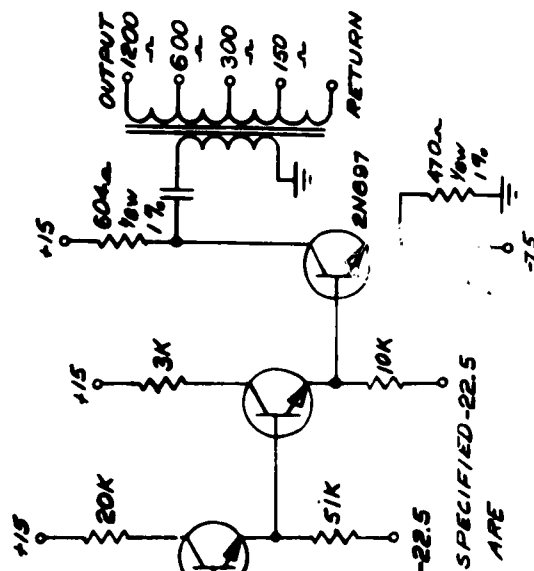 OUTPUT
1200
Ω
600
Ω
300
Ω
150
Ω
RETURN
+15
604Ω
1/8W
1%
2N697
470Ω
1/8W
1%
-7.5
+15
3K
10K
SPECIFIED
-22.5
ARE
+15
20K
51K
-22.5